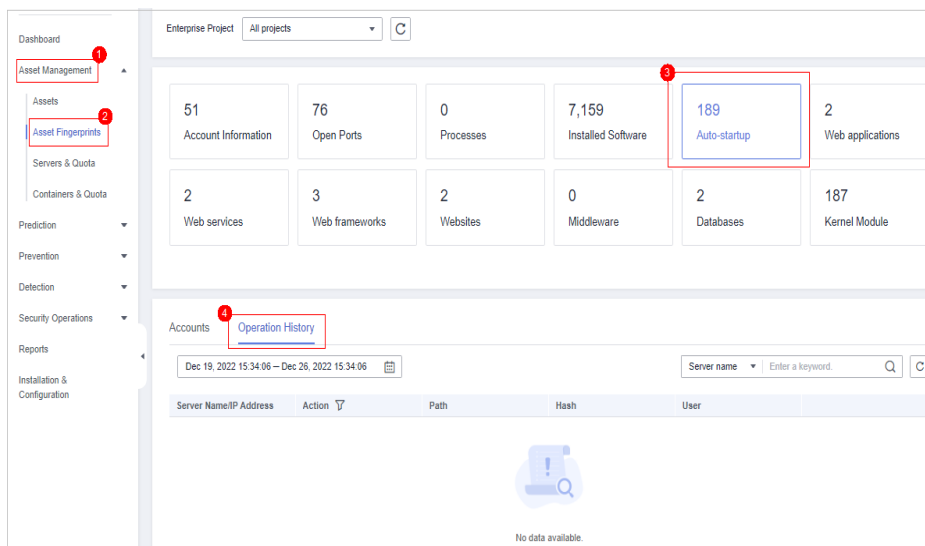 Enterprise Project All projects
Dashboard
1
Asset Management
Assets
2
Asset Fingerprints
Servers & Quota
Containers & Quota
Prediction
Prevention
Detection
Security Operations
Reports
Installation &
Configuration
3
51 76 0 7,159 189 2
Account Information Open Ports Processes Installed Software Auto-startup Web applications
2 3 2 0 2 187
Web services Web frameworks Websites Middleware Databases Kernel Module
4
Accounts Operation History
Dec 19, 2022 15:34:06 – Dec 26, 2022 15:34:06 Server name Enter a keyword.
Server Name/IP Address Action Path Hash User
No data available.